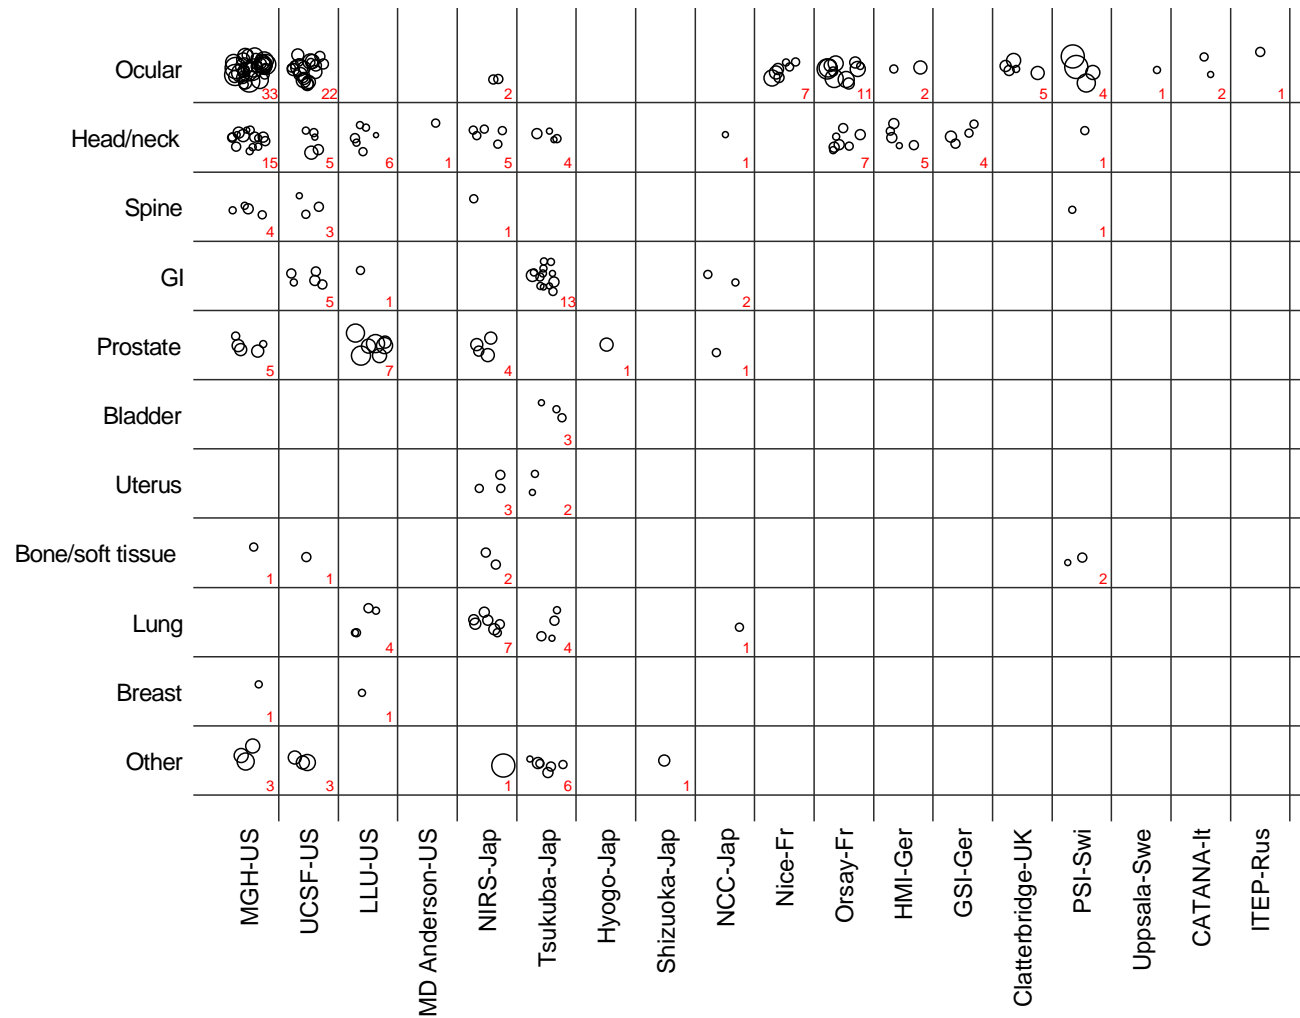 Ocular 33 22 2 7 11 2 5 4 1 2 1
Head/neck 15 5 6 1 5 4 1 7 5 4 1
Spine 4 3 1 1
GI 5 1 13 2
Prostate 5 7 4 1 1
Bladder 3
Uterus 3 2
Bone/soft tissue 1 1 2 2
Lung 4 7 4 1
Breast 1 1
Other 3 3 1 6 1
MGH-US
UCSF-US
LLU-US
MD Anderson-US
NIRS-Jap
Tsukuba-Jap
Hyogo-Jap
Shizuoka-Jap
NCC-Jap
Nice-Fr
Orsay-Fr
HMI-Ger
GSI-Ger
Clatterbridge-UK
PSI-Swi
Uppsala-Swe
CATANA-It
ITEP-Rus